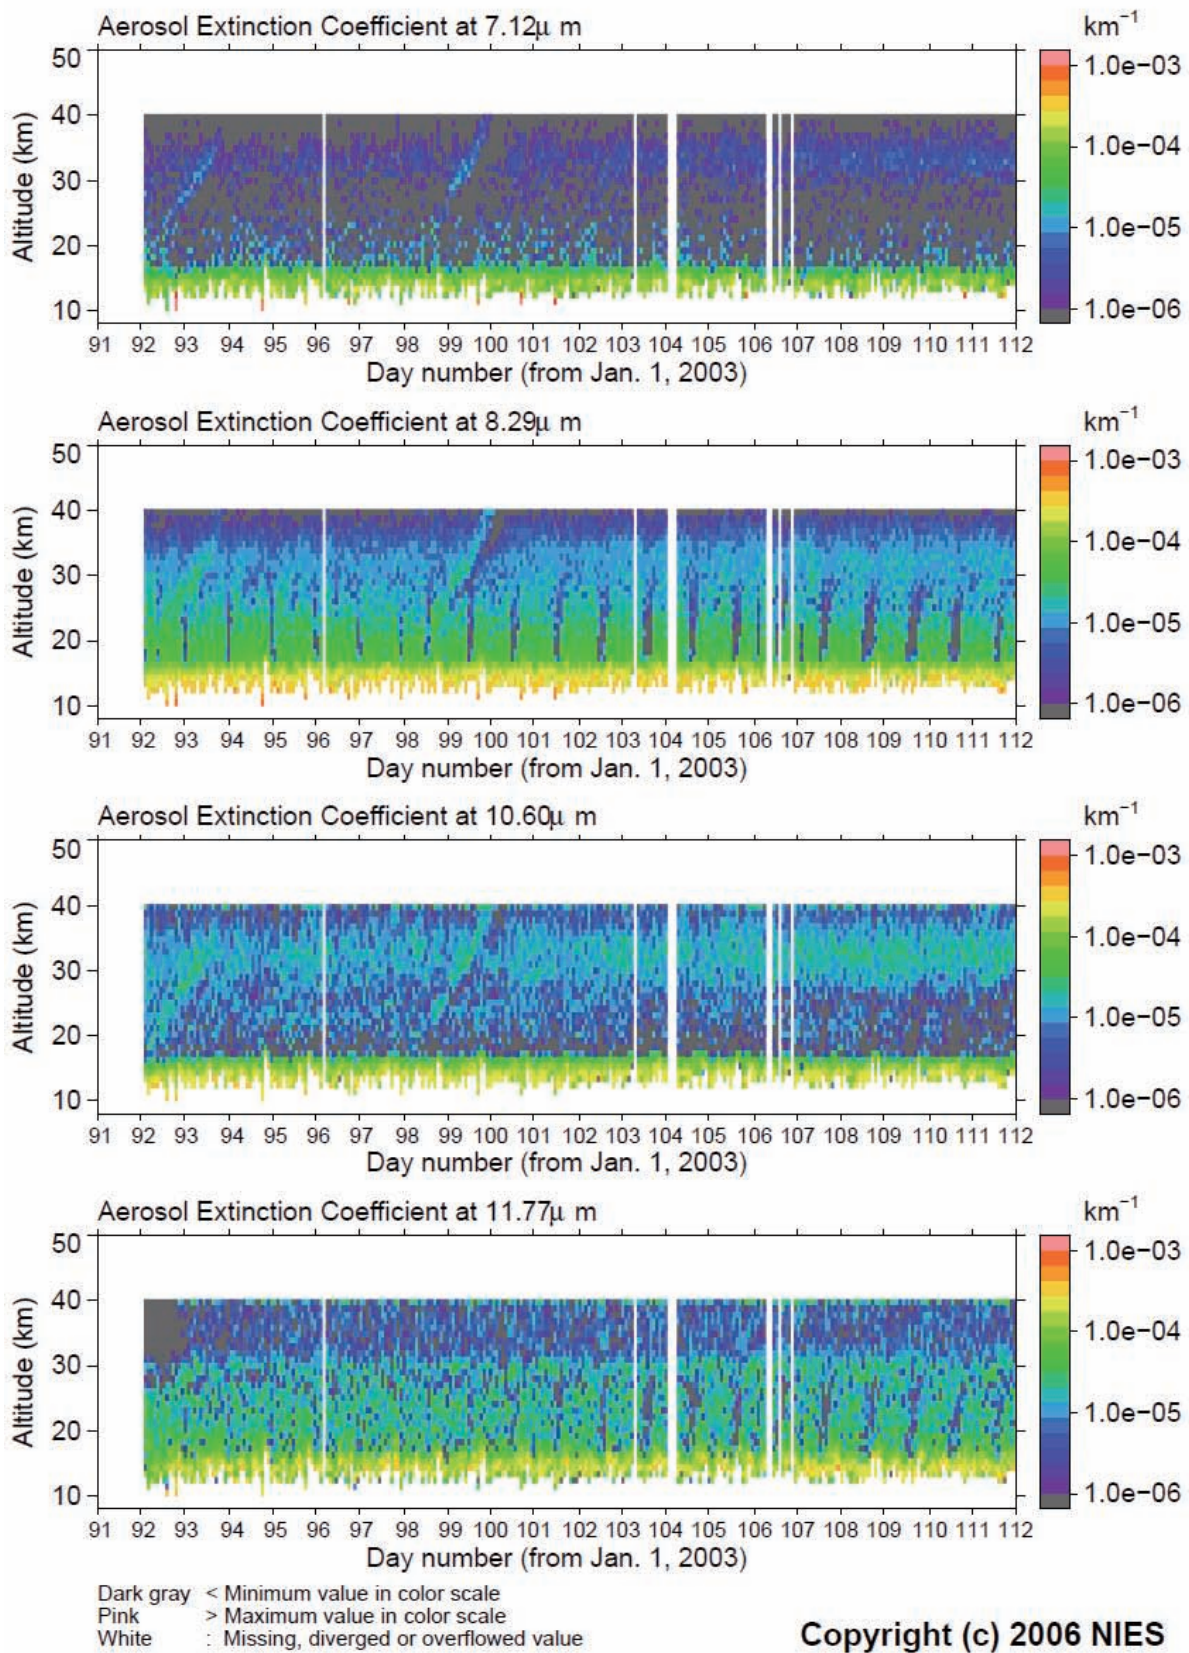 Aerosol Extinction Coefficient at 7.12μ m
km⁻¹
50
40
30
20
10
Altitude (km)
1.0e−03
1.0e−04
1.0e−05
1.0e−06
91 92 93 94 95 96 97 98 99 100 101 102 103 104 105 106 107 108 109 110 111 112
Day number (from Jan. 1, 2003)
Aerosol Extinction Coefficient at 8.29μ m
km⁻¹
50
40
30
20
10
Altitude (km)
1.0e−03
1.0e−04
1.0e−05
1.0e−06
91 92 93 94 95 96 97 98 99 100 101 102 103 104 105 106 107 108 109 110 111 112
Day number (from Jan. 1, 2003)
Aerosol Extinction Coefficient at 10.60μ m
km⁻¹
50
40
30
20
10
Altitude (km)
1.0e−03
1.0e−04
1.0e−05
1.0e−06
91 92 93 94 95 96 97 98 99 100 101 102 103 104 105 106 107 108 109 110 111 112
Day number (from Jan. 1, 2003)
Aerosol Extinction Coefficient at 11.77μ m
km⁻¹
50
40
30
20
10
Altitude (km)
1.0e−03
1.0e−04
1.0e−05
1.0e−06
91 92 93 94 95 96 97 98 99 100 101 102 103 104 105 106 107 108 109 110 111 112
Day number (from Jan. 1, 2003)
Dark gray < Minimum value in color scale
Pink > Maximum value in color scale
White : Missing, diverged or overflowed value
Copyright (c) 2006 NIES